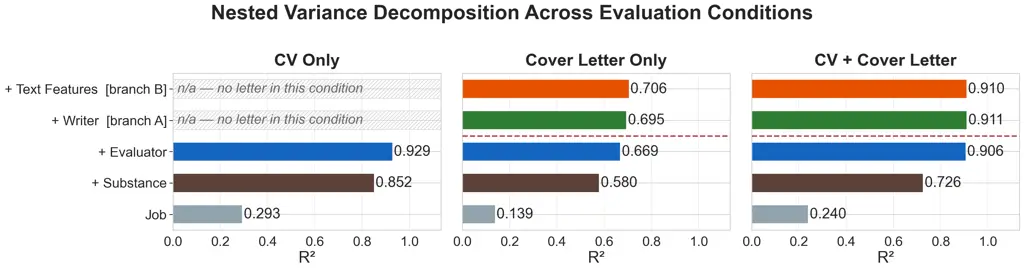 Nested Variance Decomposition Across Evaluation Conditions
CV Only
+ Text Features [branch B]
n/a — no letter in this condition
+ Writer [branch A]
n/a — no letter in this condition
+ Evaluator
0.929
+ Substance
0.852
Job
0.293
0.0 0.2 0.4 0.6 0.8 1.0
R²
Cover Letter Only
0.706
0.695
0.669
0.580
0.139
0.0 0.2 0.4 0.6 0.8 1.0
R²
CV + Cover Letter
0.910
0.911
0.906
0.726
0.240
0.0 0.2 0.4 0.6 0.8 1.0
R²